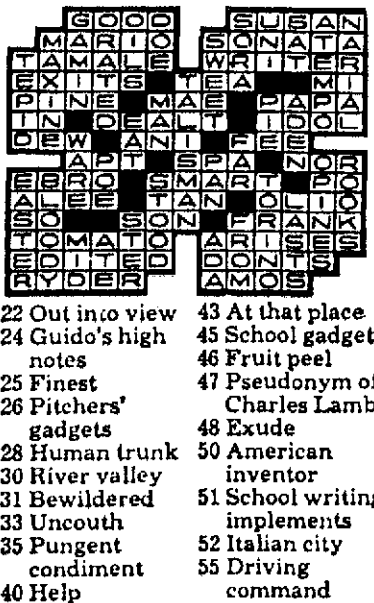 GOOD SUSAN
MARIO SONATA
TAMALE WRITER
EXITS TEA MI
PINE MAE PAPA
IN DEALT IDOL
DEW ANI FEE
APT SPA NOR
EBRO SMART PO
ALEE TAN OLIO
SO SON FRANK
TOMATO ARISES
EDITED DONTS
RYDER AMOS
22 Out into view
24 Guido's high
notes
25 Finest
26 Pitchers'
gadgets
28 Human trunk
30 River valley
31 Bewildered
33 Uncouth
35 Pungent
condiment
40 Help
43 At that place
45 School gadget
46 Fruit peel
47 Pseudonym of
Charles Lamb
48 Exude
50 American
inventor
51 School writing
implements
52 Italian city
55 Driving
command